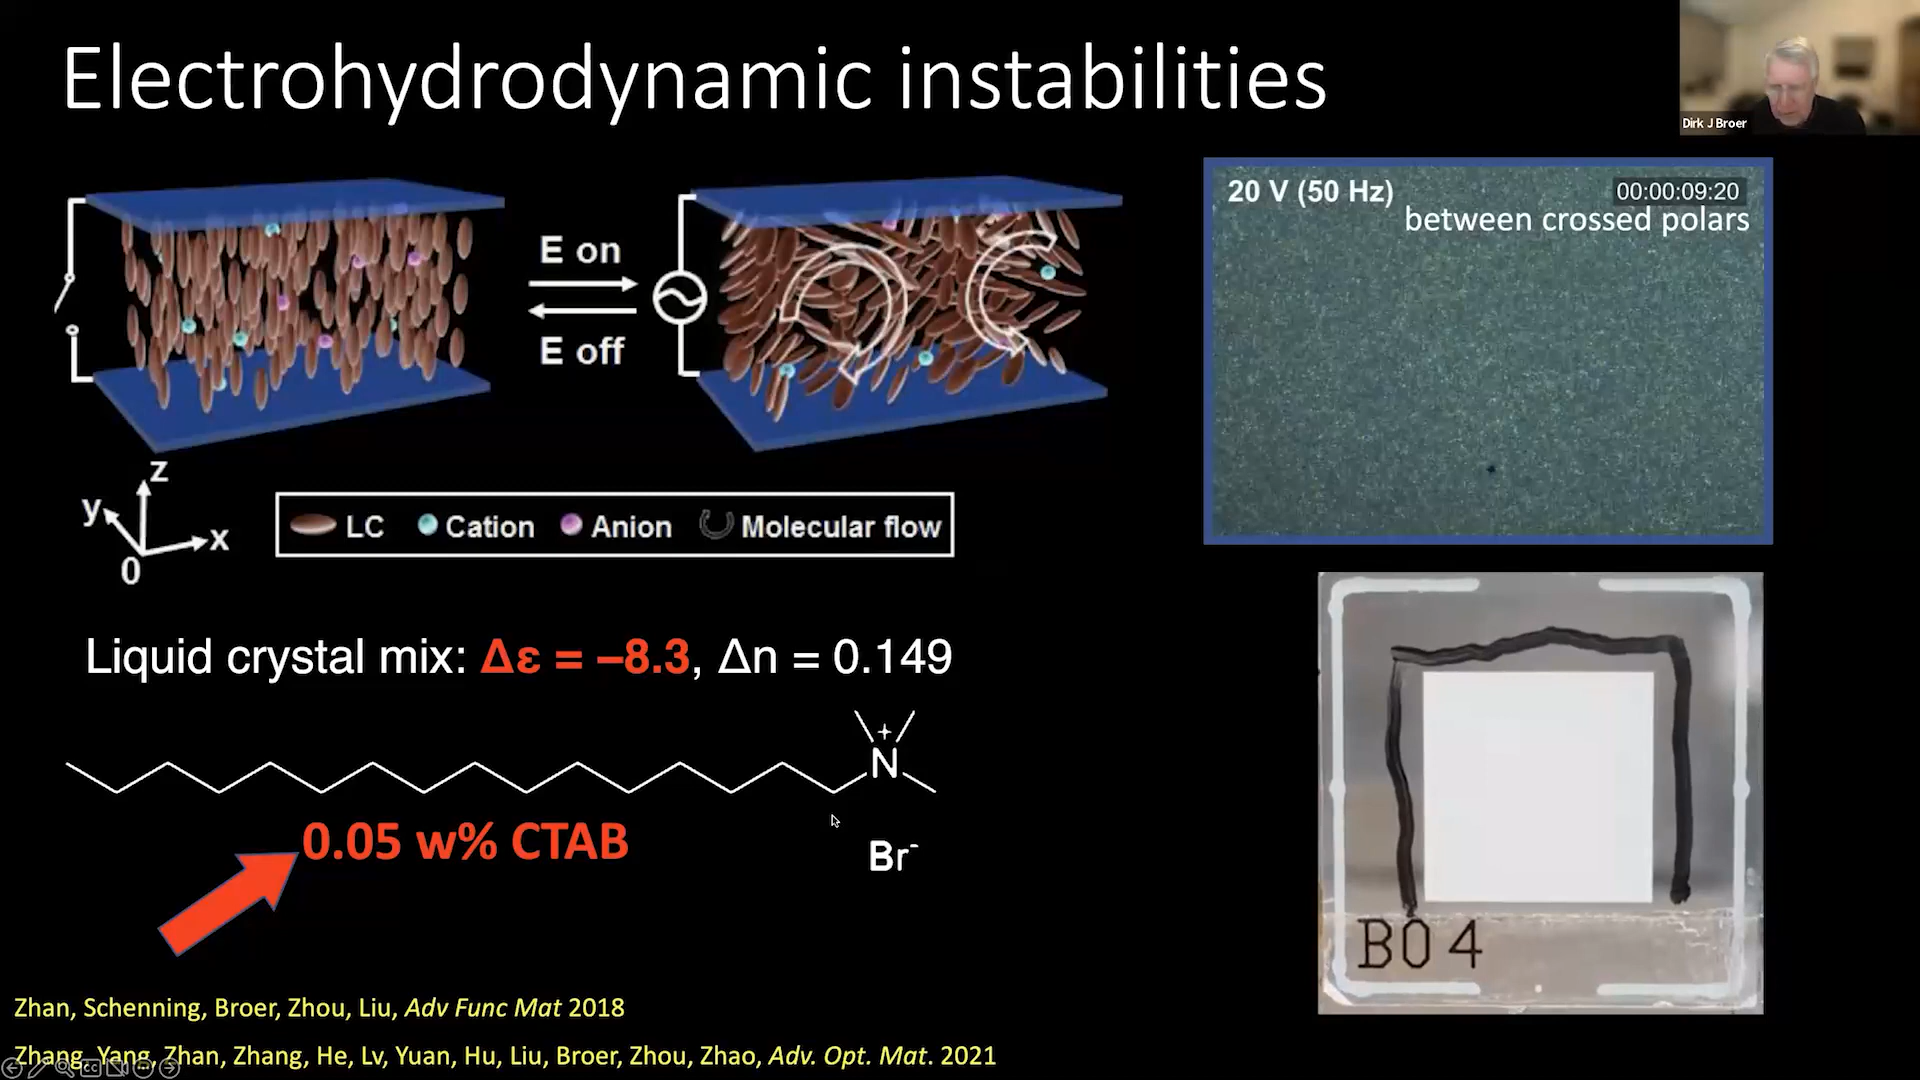 Electrohydrodynamic instabilities
Dirk J Broer
E on
E off
20 V (50 Hz)
00:00:09:20
between crossed polars
z
y
x
0
LC
Cation
Anion
Molecular flow
Liquid crystal mix: Δε = –8.3, Δn = 0.149
N
+
Br-
0.05 w% CTAB
B04
Zhan, Schenning, Broer, Zhou, Liu, Adv Func Mat 2018
Zhang, Yang, Zhan, Zhang, He, Lv, Yuan, Hu, Liu, Broer, Zhou, Zhao, Adv. Opt. Mat. 2021